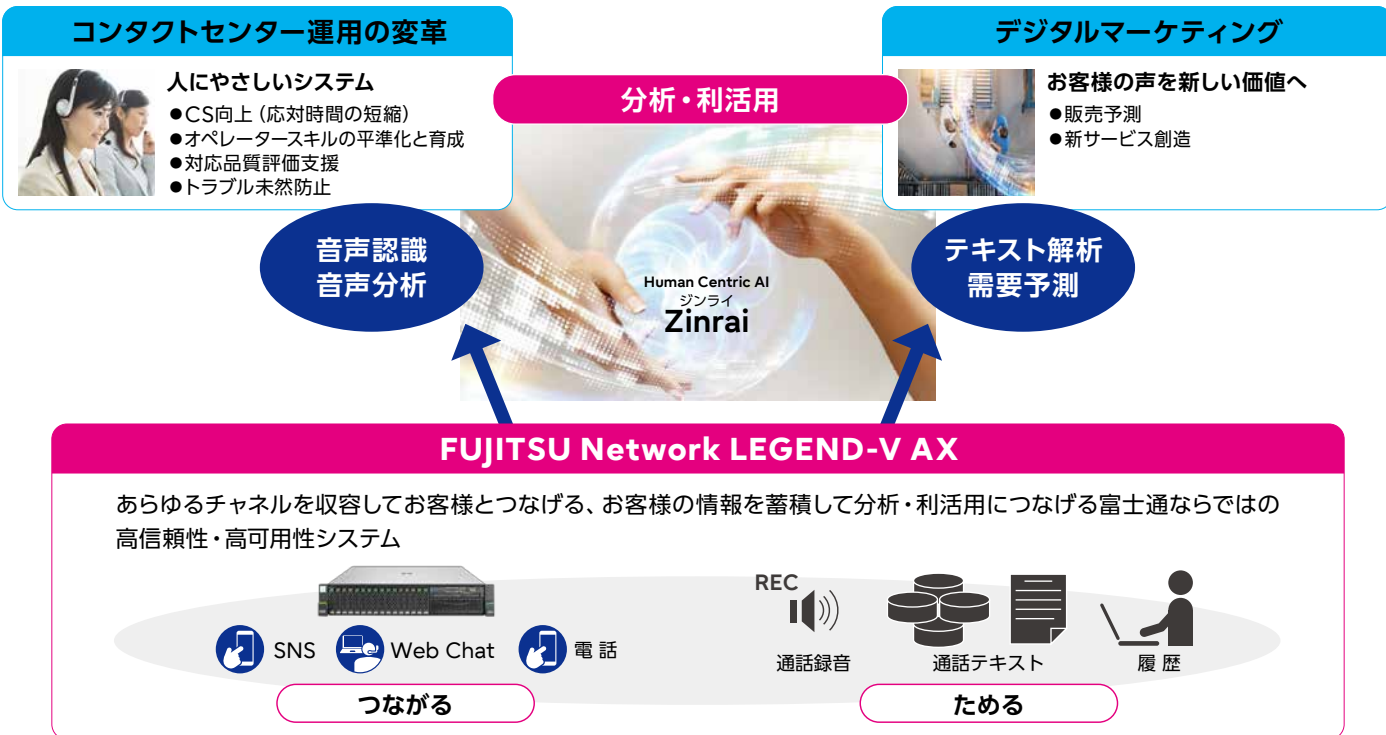 コンタクトセンター運用の変革
人にやさしいシステム
●CS向上（応対時間の短縮）
●オペレータースキルの平準化と育成
●対応品質評価支援
●トラブル未然防止
分析・利活用
デジタルマーケティング
お客様の声を新しい価値へ
●販売予測
●新サービス創造
音声認識
音声分析
Human Centric AI
ジンライ
Zinrai
テキスト解析
需要予測
FUJITSU Network LEGEND-V AX
あらゆるチャネルを収容してお客様とつなげる、お客様の情報を蓄積して分析・利活用につなげる富士通ならではの
高信頼性・高可用性システム
SNS
Web Chat
電話
つながる
REC
通話録音
通話テキスト
履歴
ためる